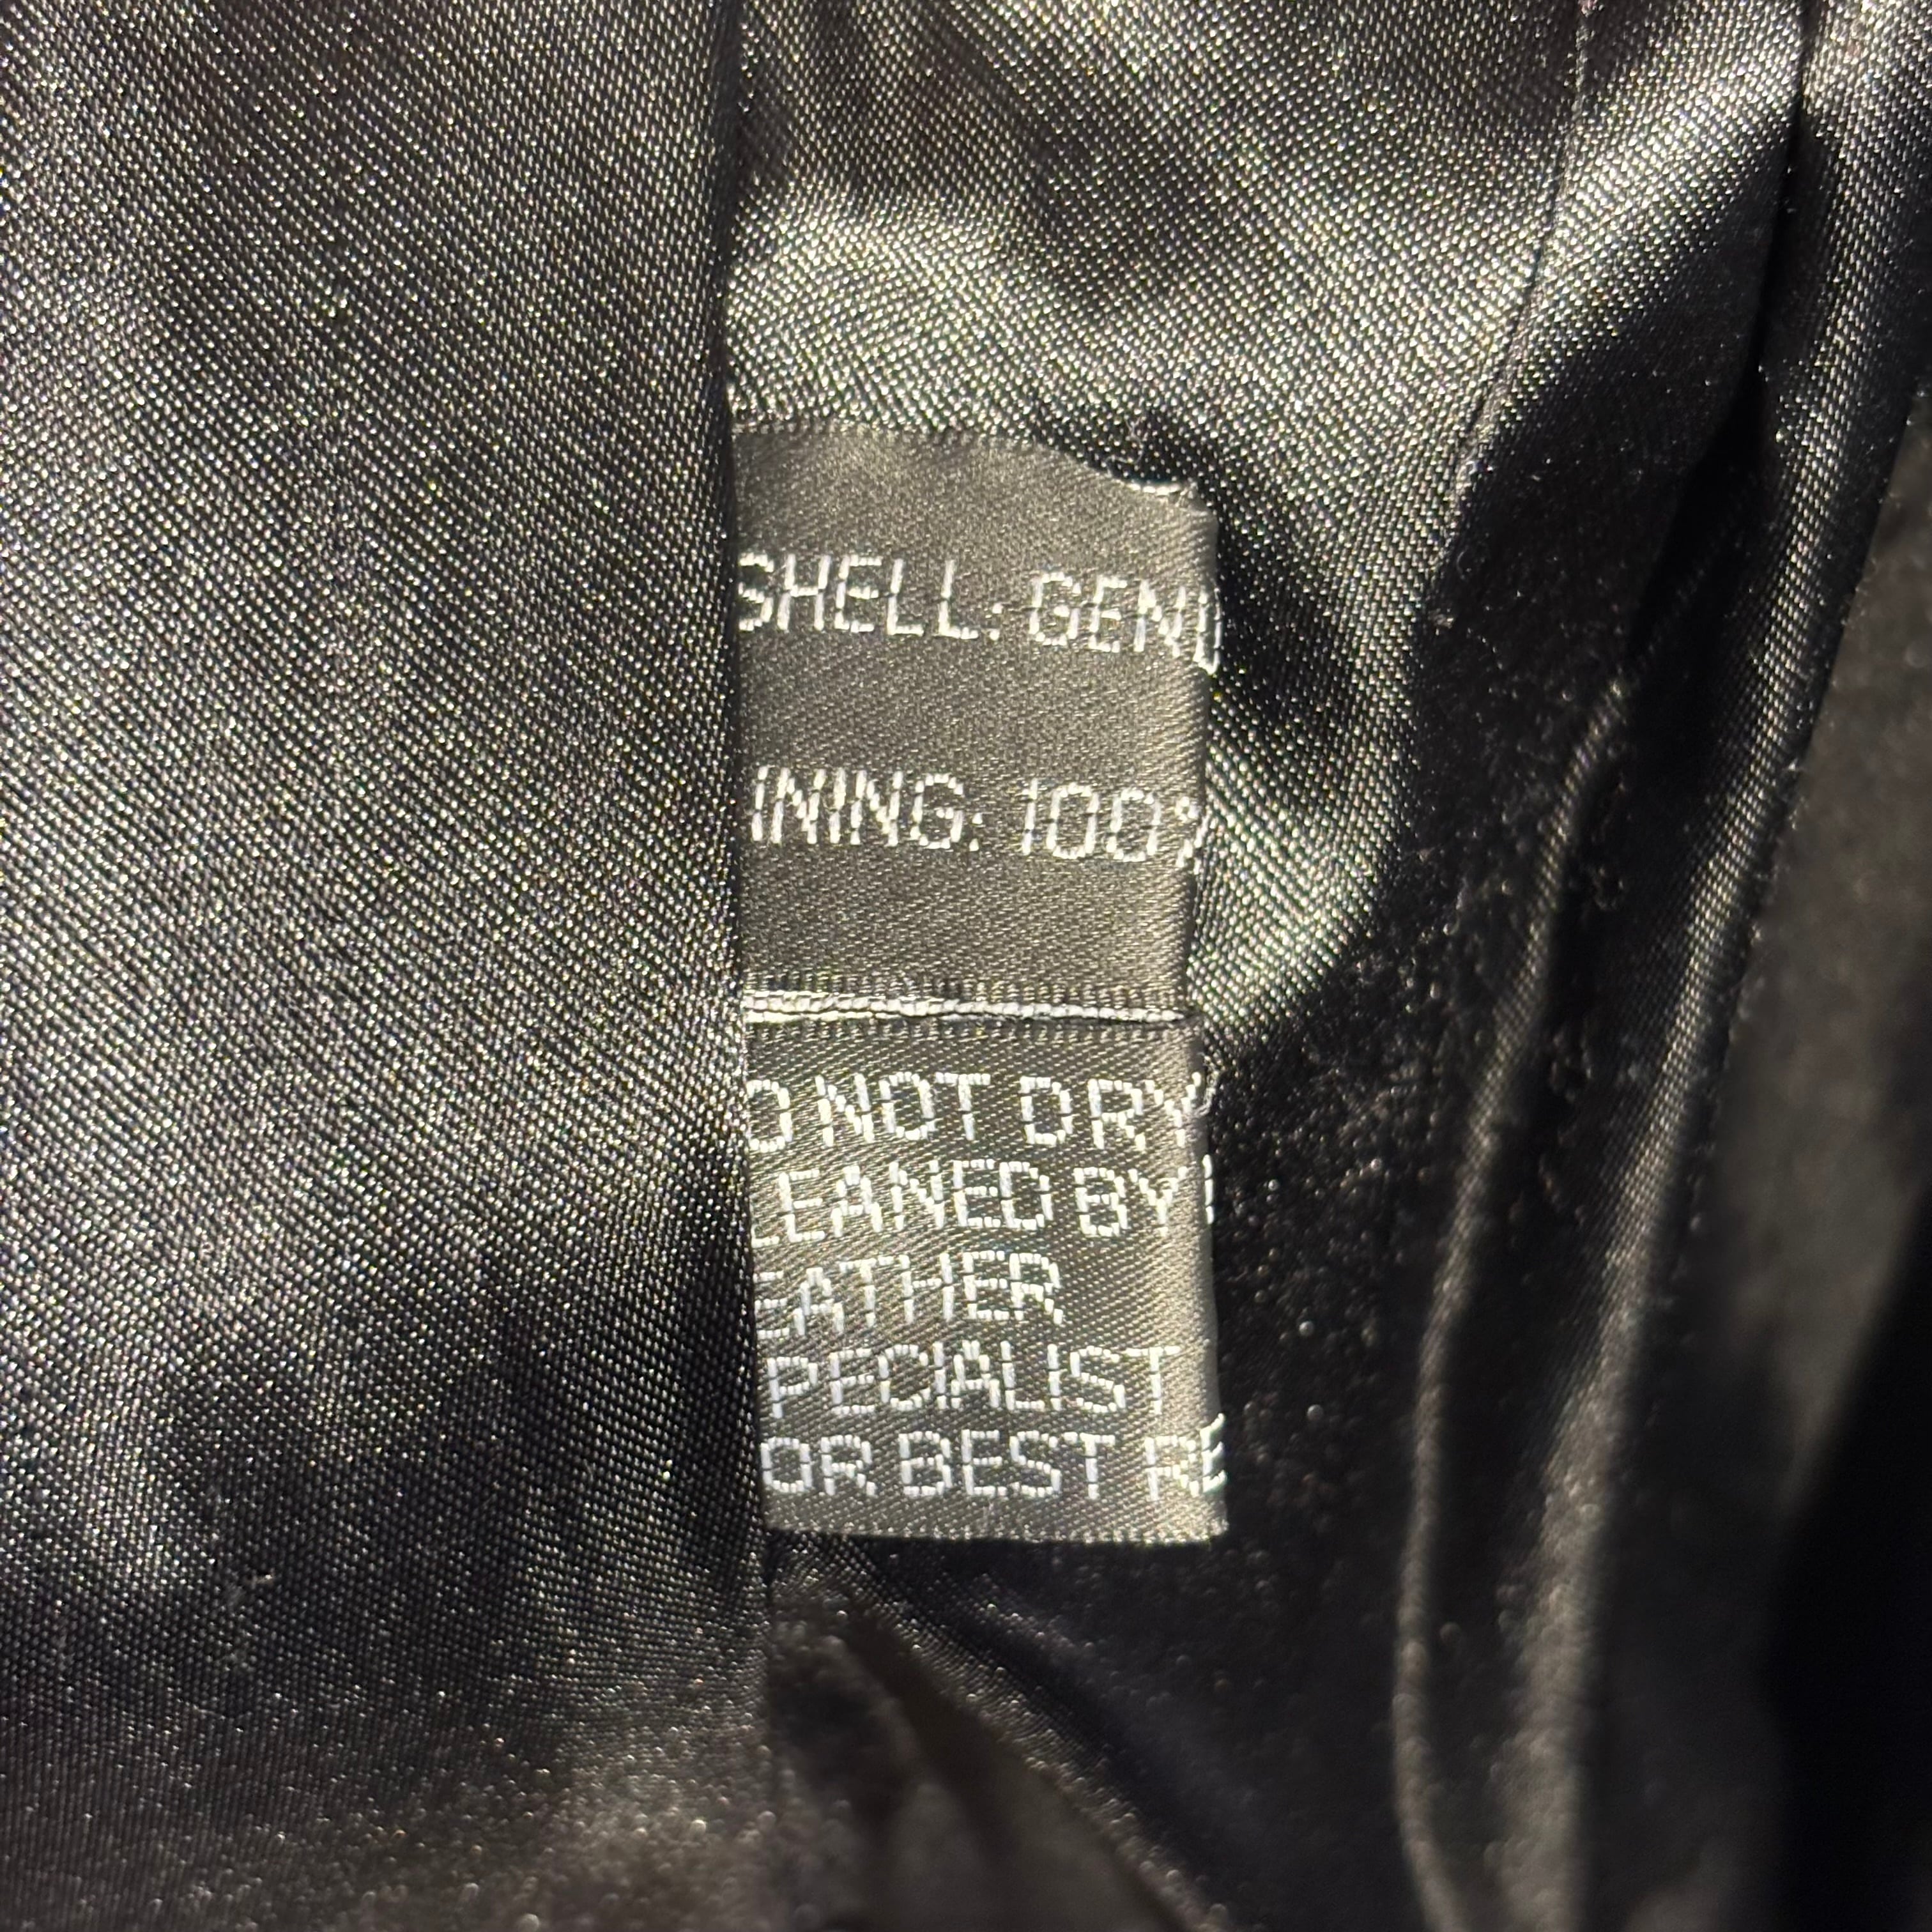 SHELL: GENU
INING: 100%
O NOT DRY
LEANED BY
EATHER
PECIALIST
OR BEST RE